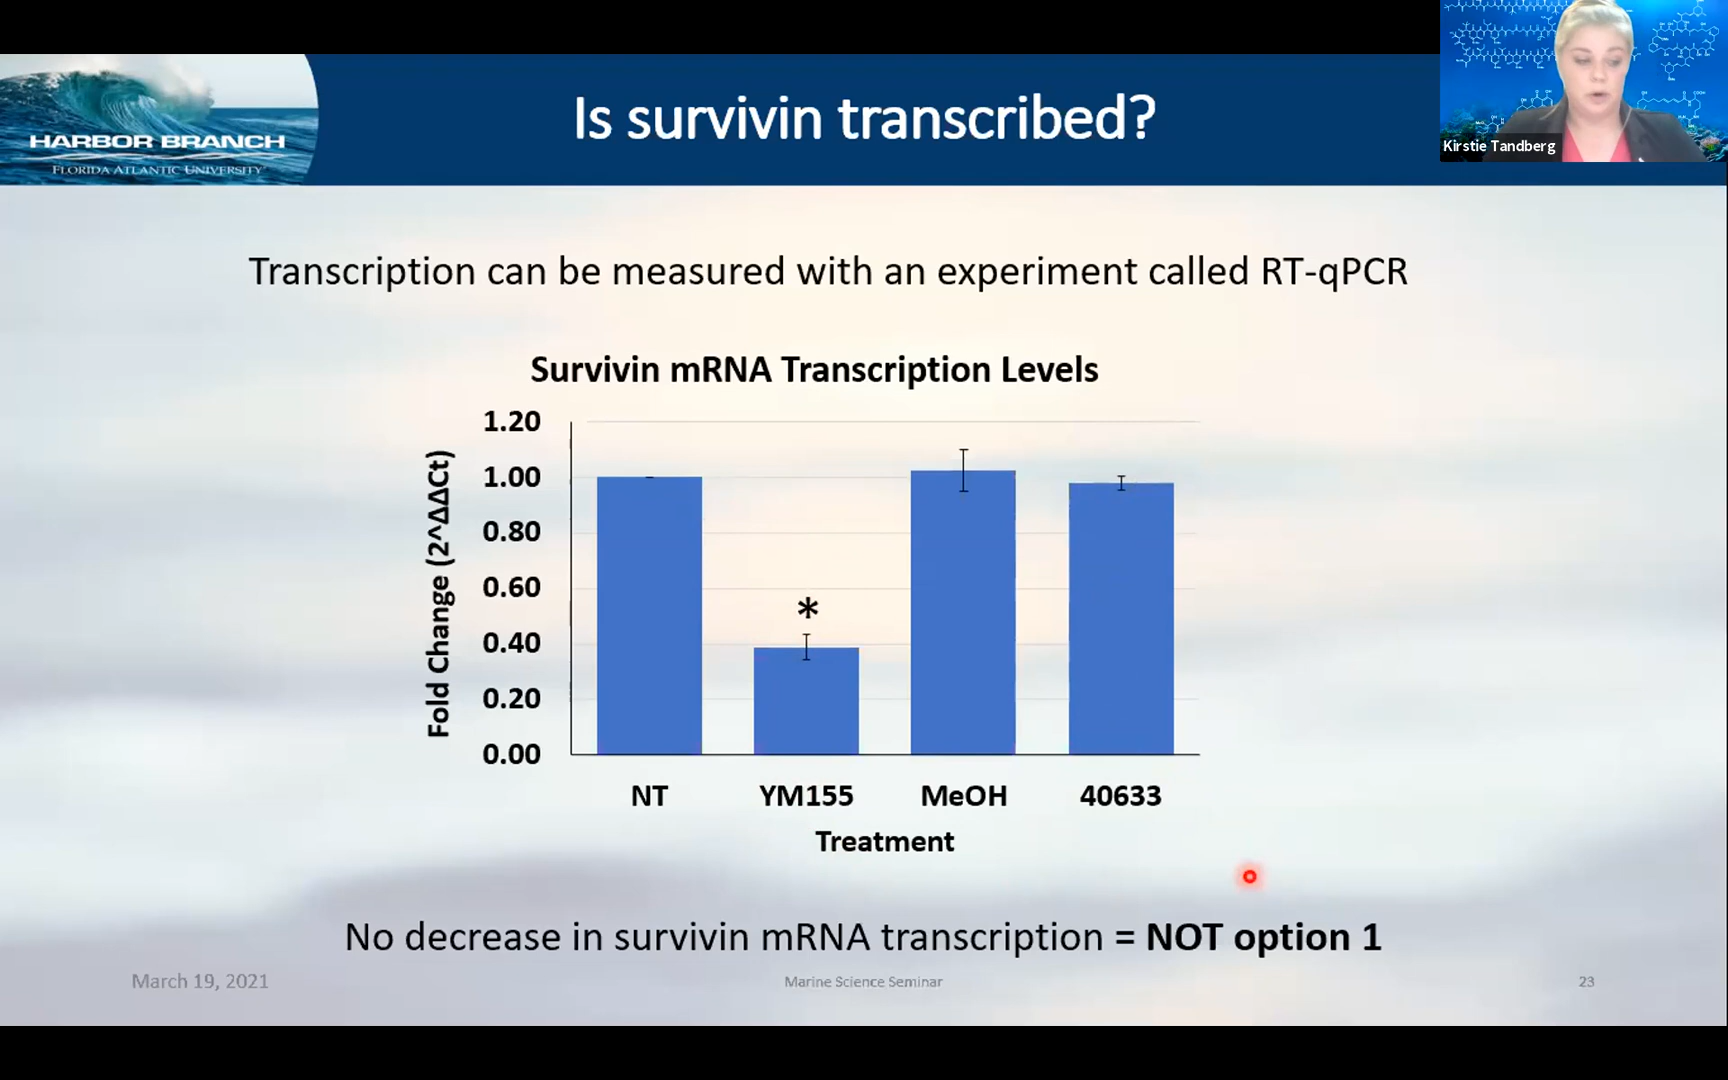 HARBOR BRANCH
FLORIDA ATLANTIC UNIVERSITY
Is survivin transcribed?
Kirstie Tandberg
Transcription can be measured with an experiment called RT-qPCR
Survivin mRNA Transcription Levels
Fold Change (2^ΔΔCt)
1.20
1.00
0.80
0.60
0.40
0.20
0.00
*
NT YM155 MeOH 40633
Treatment
No decrease in survivin mRNA transcription = NOT option 1
March 19, 2021 Marine Science Seminar 23